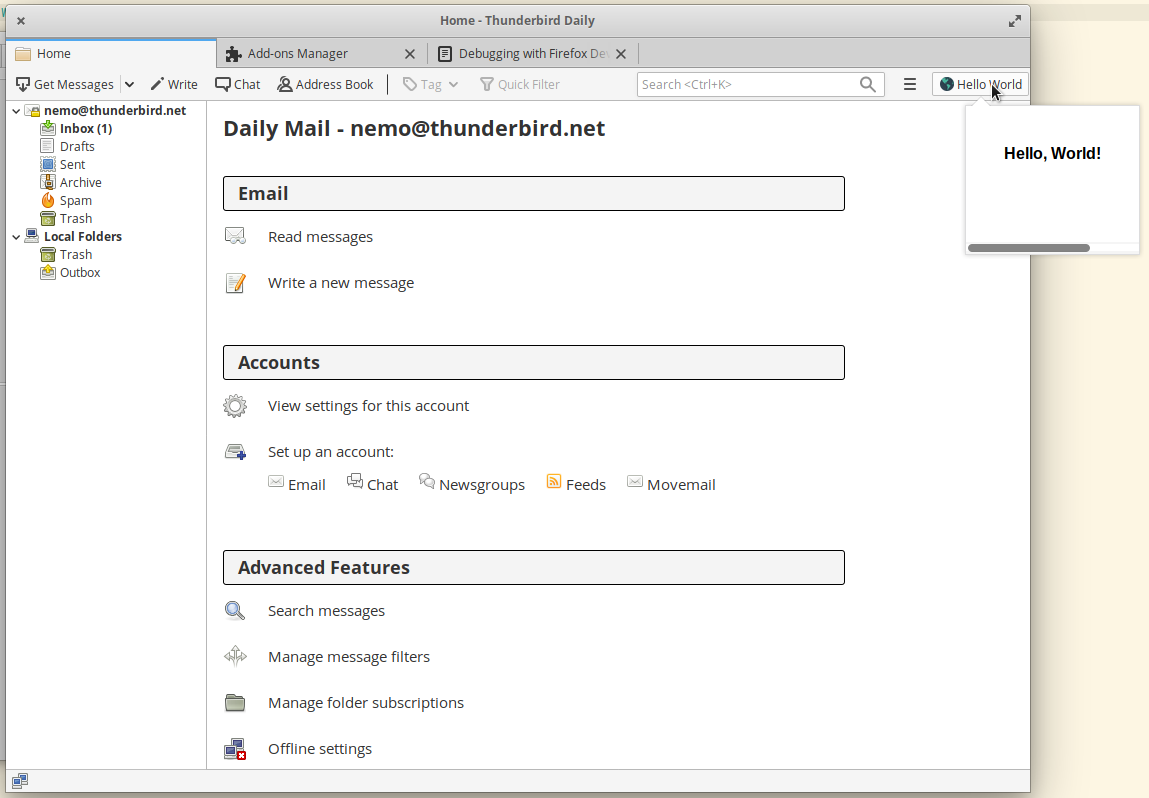 Home - Thunderbird Daily
Home
Add-ons Manager
Debugging with Firefox De
Get Messages
Write
Chat
Address Book
Tag
Quick Filter
Search <Ctrl+K>
Hello World
nemo@thunderbird.net
Inbox (1)
Drafts
Sent
Archive
Spam
Trash
Local Folders
Trash
Outbox
Daily Mail - nemo@thunderbird.net
Hello, World!
Email
Read messages
Write a new message
Accounts
View settings for this account
Set up an account:
Email
Chat
Newsgroups
Feeds
Movemail
Advanced Features
Search messages
Manage message filters
Manage folder subscriptions
Offline settings